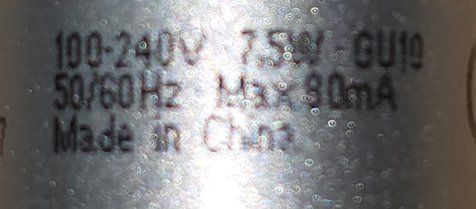 100-240V 7.5W GU10
50/60Hz Max 80mA
Made in China